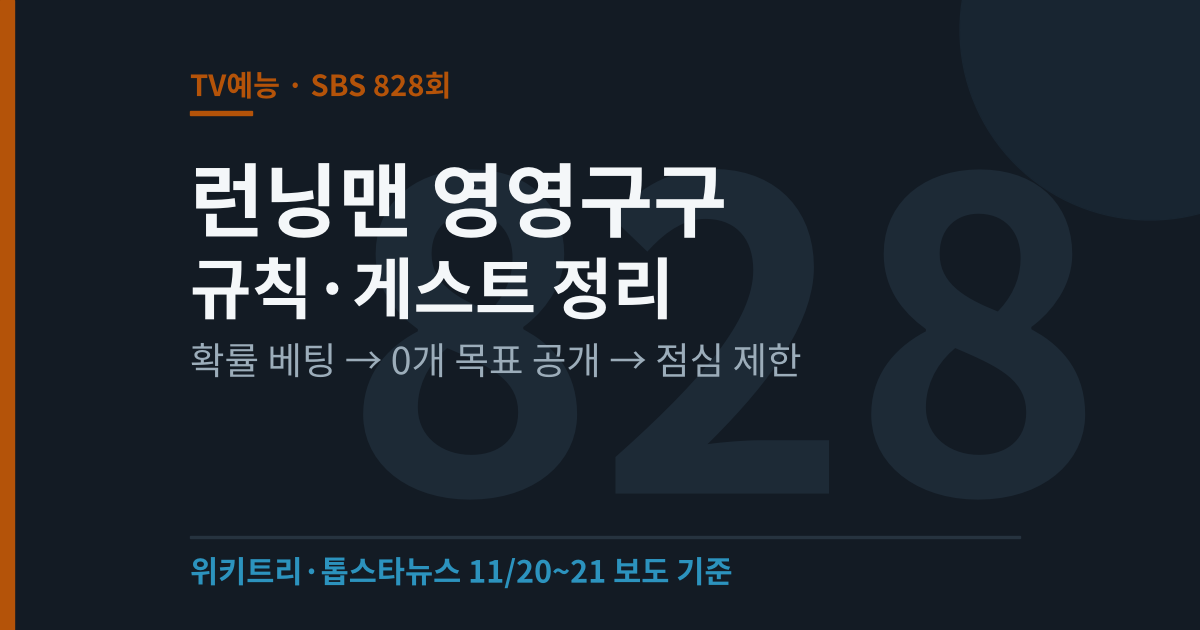 TV예능 · SBS 828회
828
런닝맨 영영구구
규칙·게스트 정리
확률 베팅 → 0개 목표 공개 → 점심 제한
위키트리·톱스타뉴스 11/20~21 보도 기준